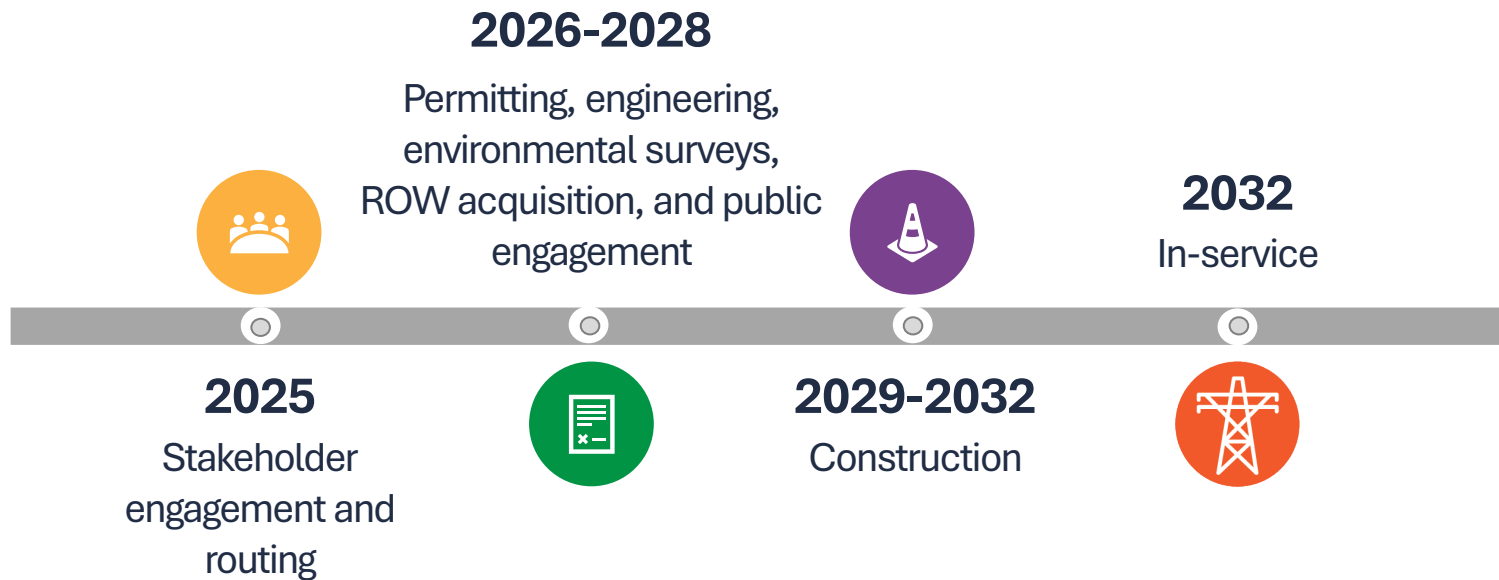 2026-2028
Permitting, engineering,
environmental surveys,
ROW acquisition, and public
engagement
2032
In-service
2025
Stakeholder
engagement and
routing
2029-2032
Construction